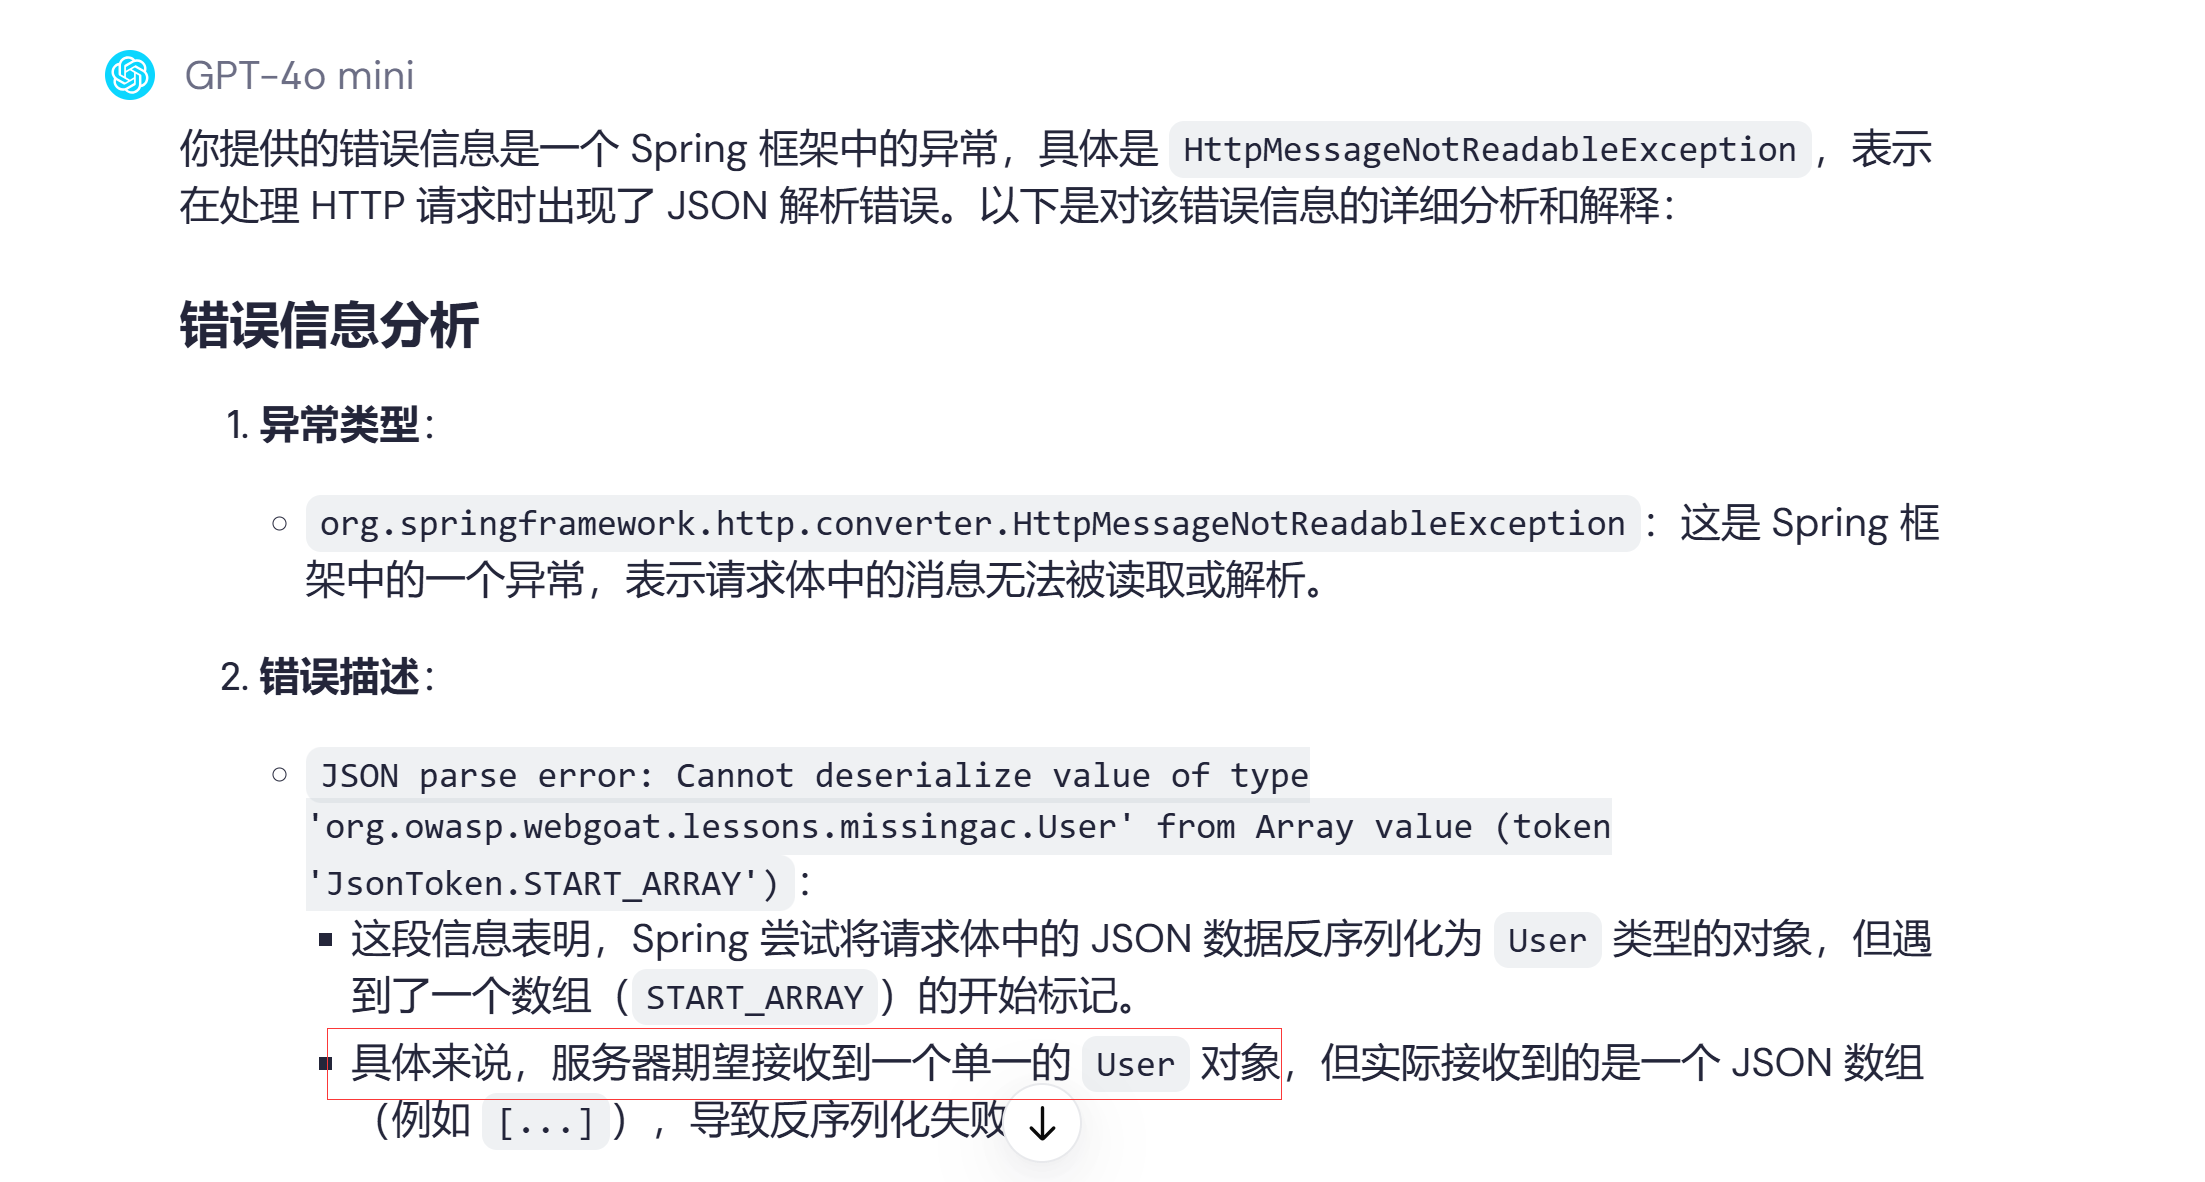 GPT-4o mini
你提供的错误信息是一个 Spring 框架中的异常，具体是 HttpMessageNotReadableException，表示
在处理 HTTP 请求时出现了 JSON 解析错误。以下是对该错误信息的详细分析和解释：
错误信息分析
1. 异常类型：
org.springframework.http.converter.HttpMessageNotReadableException：这是 Spring 框
架中的一个异常，表示请求体中的消息无法被读取或解析。
2. 错误描述：
JSON parse error: Cannot deserialize value of type
'org.owasp.webgoat.lessons.missingac.User' from Array value (token
'JsonToken.START_ARRAY')：
这段信息表明，Spring 尝试将请求体中的 JSON 数据反序列化为 User 类型的对象，但遇
到了一个数组（START_ARRAY）的开始标记。
具体来说，服务器期望接收到一个单一的 User 对象，但实际接收到的是一个 JSON 数组
（例如 [...]），导致反序列化失败